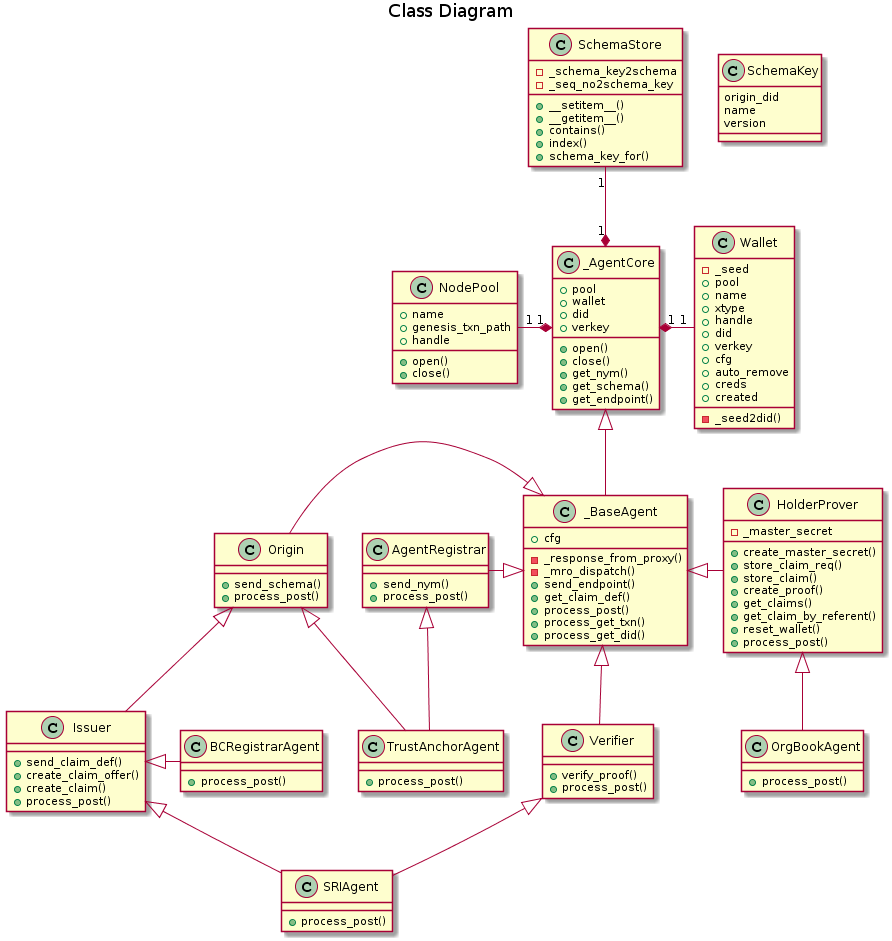 Class Diagram
C SchemaStore
_schema_key2schema
_seq_no2schema_key
__setitem__()
__getitem__()
contains()
index()
schema_key_for()
C SchemaKey
origin_did
name
version
1
1
C NodePool
name
genesis_txn_path
handle
open()
close()
1 1
C _AgentCore
pool
wallet
did
verkey
open()
close()
get_nym()
get_schema()
get_endpoint()
1 1
C Wallet
_seed
pool
name
xtype
handle
did
verkey
cfg
auto_remove
creds
created
_seed2did()
C Origin
send_schema()
process_post()
C AgentRegistrar
send_nym()
process_post()
C _BaseAgent
cfg
_response_from_proxy()
_mro_dispatch()
send_endpoint()
get_claim_def()
process_post()
process_get_txn()
process_get_did()
C HolderProver
_master_secret
create_master_secret()
store_claim_req()
store_claim()
create_proof()
get_claims()
get_claim_by_referent()
reset_wallet()
process_post()
C Issuer
send_claim_def()
create_claim_offer()
create_claim()
process_post()
C BCRegistrarAgent
process_post()
C TrustAnchorAgent
process_post()
C Verifier
verify_proof()
process_post()
C OrgBookAgent
process_post()
C SRIAgent
process_post()